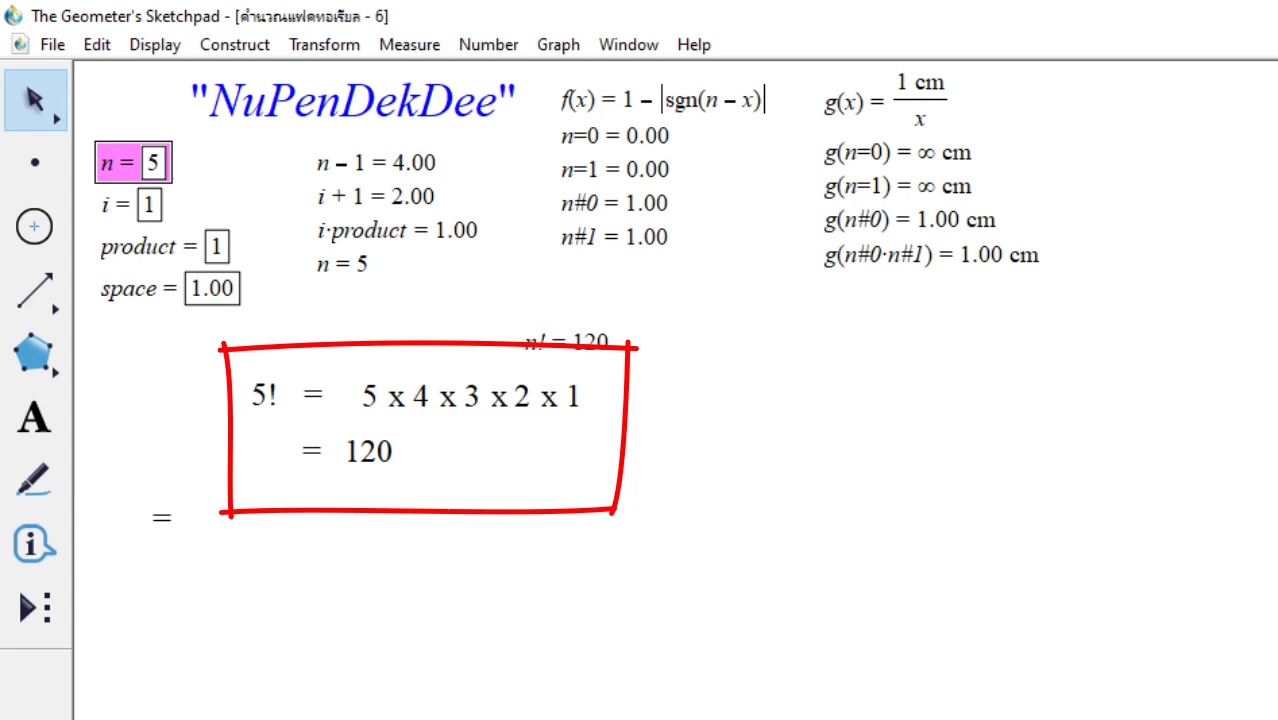 The Geometer's Sketchpad - [คำนวณแฟคทอเรียล - 6]
File Edit Display Construct Transform Measure Number Graph Window Help
"NuPenDekDee"
n = 5
i = 1
product = 1
space = 1.00
n – 1 = 4.00
i + 1 = 2.00
i·product = 1.00
n = 5
f(x) = 1 – |sgn(n – x)|
n=0 = 0.00
n=1 = 0.00
n#0 = 1.00
n#1 = 1.00
g(x) = 1 cm / x
g(n=0) = ∞ cm
g(n=1) = ∞ cm
g(n#0) = 1.00 cm
g(n#0·n#1) = 1.00 cm
n! = 120
5! = 5 x 4 x 3 x 2 x 1
= 120
=
A
i